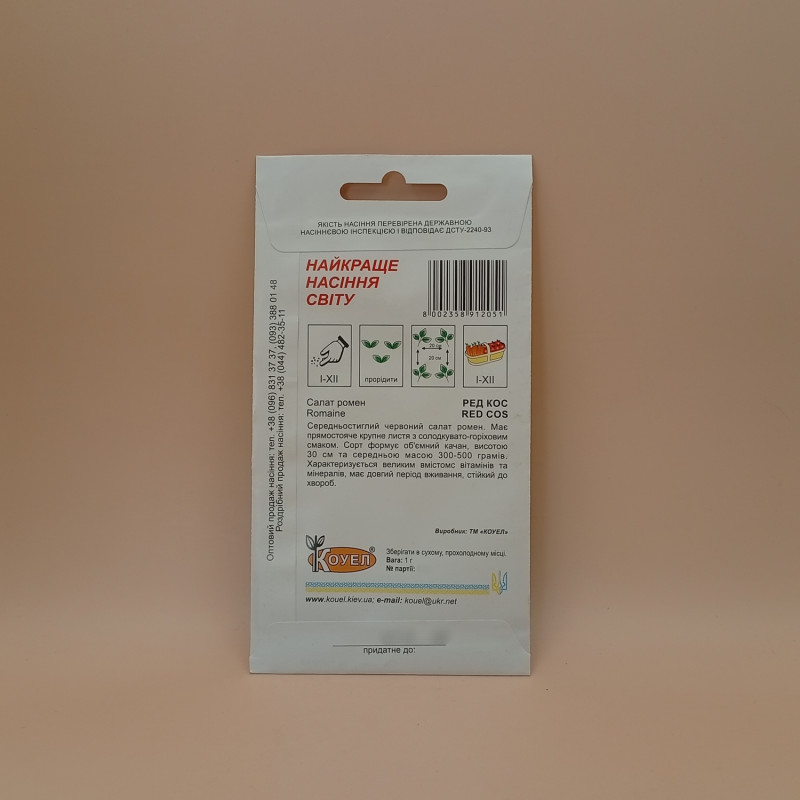 ЯКІСТЬ НАСІННЯ ПЕРЕВІРЕНА ДЕРЖАВНОЮ
НАСІННЄВОЮ ІНСПЕКЦІЄЮ І ВІДПОВІДАЄ ДСТУ-2240-93
НАЙКРАЩЕ
НАСІННЯ
СВІТУ
8 002358 912051
I-XII
прорідити
20 см
20 см
I-XII
Салат ромен
РЕД КОС
Romaine
RED COS
Середньостиглий червоний салат ромен. Має
прямостояче крупне листя з солодкувато-горіховим
смаком. Сорт формує об'ємний качан, висотою
30 см та середньою масою 300-500 грамів.
Характеризується великим вмістомс вітамінів та
мінералів, має довгий період вживання, стійкий до
хвороб.
Виробник: ТМ «КОУЕЛ»
КОУЕЛ®
Зберігати в сухому, прохолодному місці.
Вага: 1 г
№ партії:
www.kouel.kiev.ua; e-mail: kouel@ukr.net
придатне до:
Оптовий продаж насіння: тел. +38 (096) 831 37 37, (093) 388 01 48
Роздрібний продаж насіння: тел. +38 (044) 482-35-11